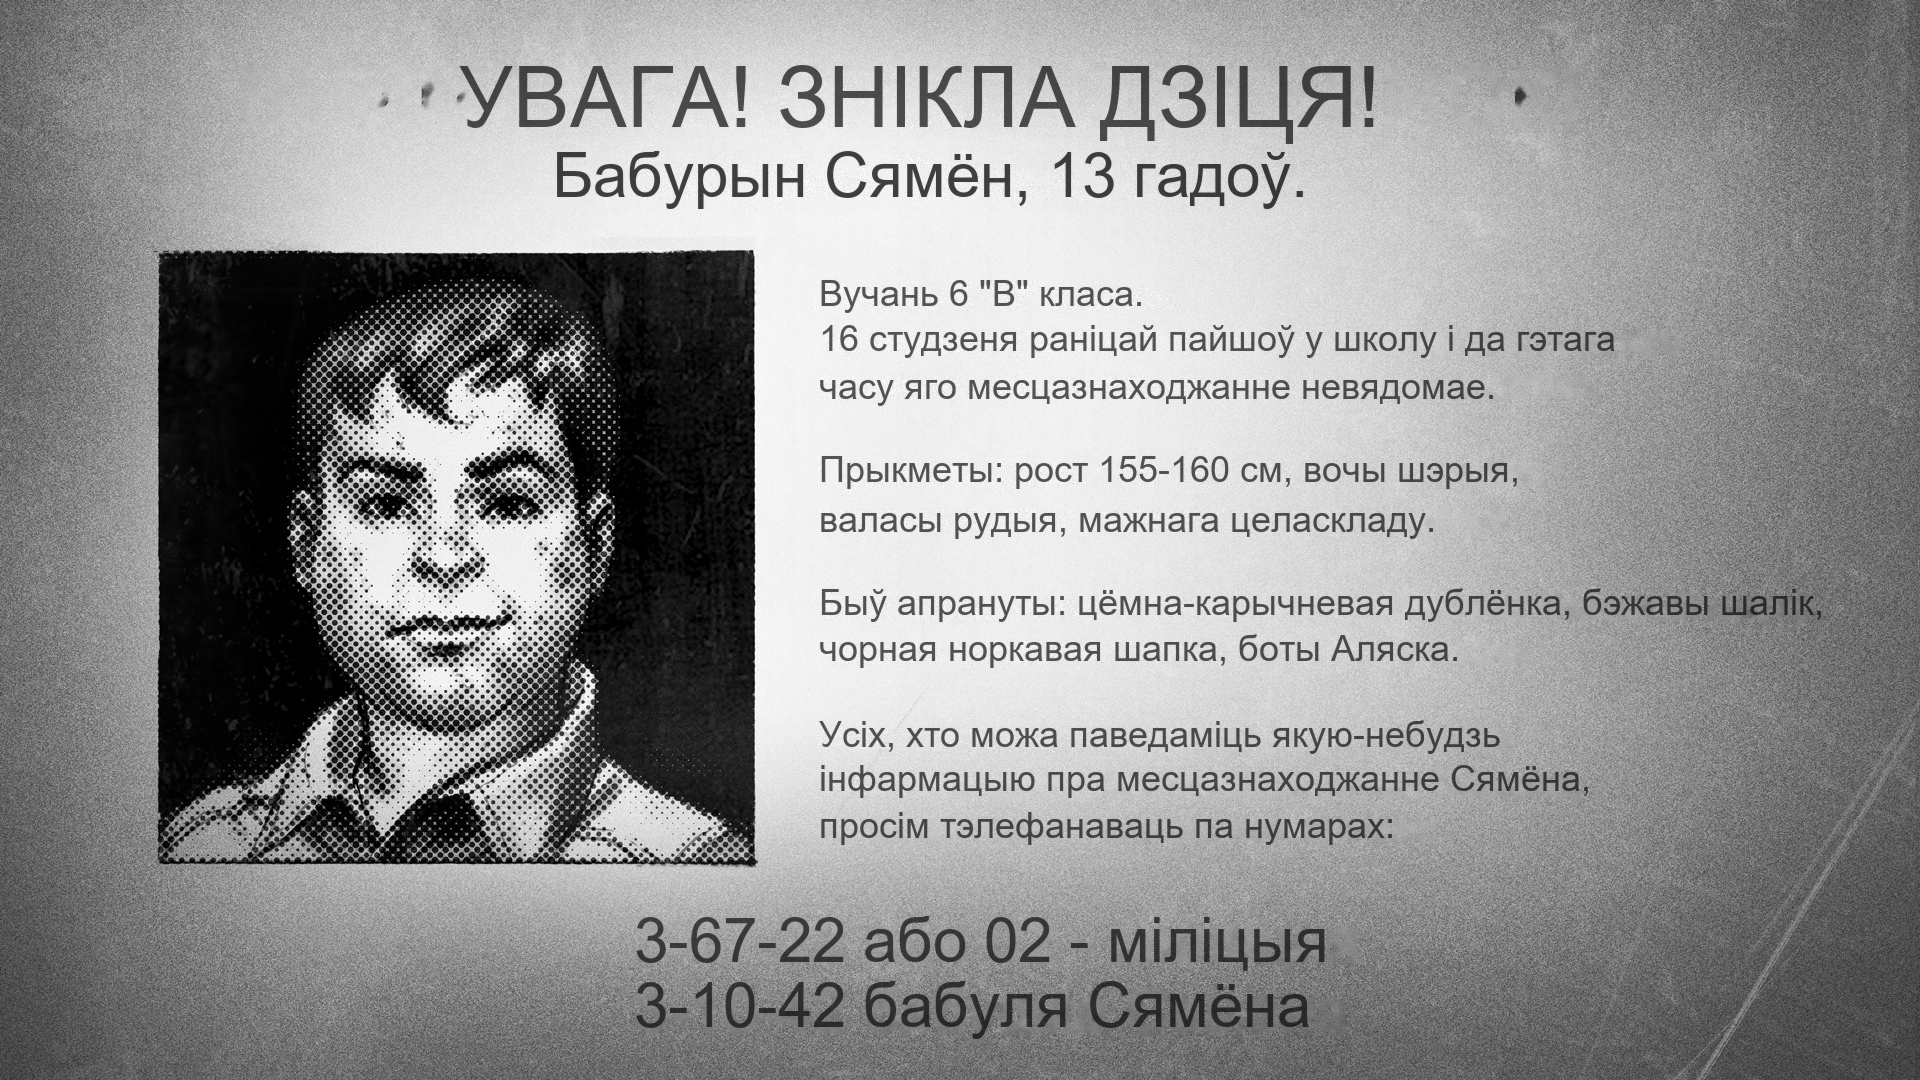 УВАГА! ЗНІКЛА ДЗІЦЯ!
Бабурын Сямён, 13 гадоў.
Вучань 6 "В" класа.
16 студзеня раніцай пайшоў у школу і да гэтага
часу яго месцазнаходжанне невядомае.
Прыкметы: рост 155-160 см, вочы шэрыя,
валасы рудыя, мажнага целаскладу.
Быў апрануты: цёмна-карычневая дублёнка, бэжавы шалік,
чорная норкавая шапка, боты Аляска.
Усіх, хто можа паведаміць якую-небудзь
інфармацыю пра месцазнаходжанне Сямёна,
просім тэлефанаваць па нумарах:
3-67-22 або 02 - міліцыя
3-10-42 бабуля Сямёна